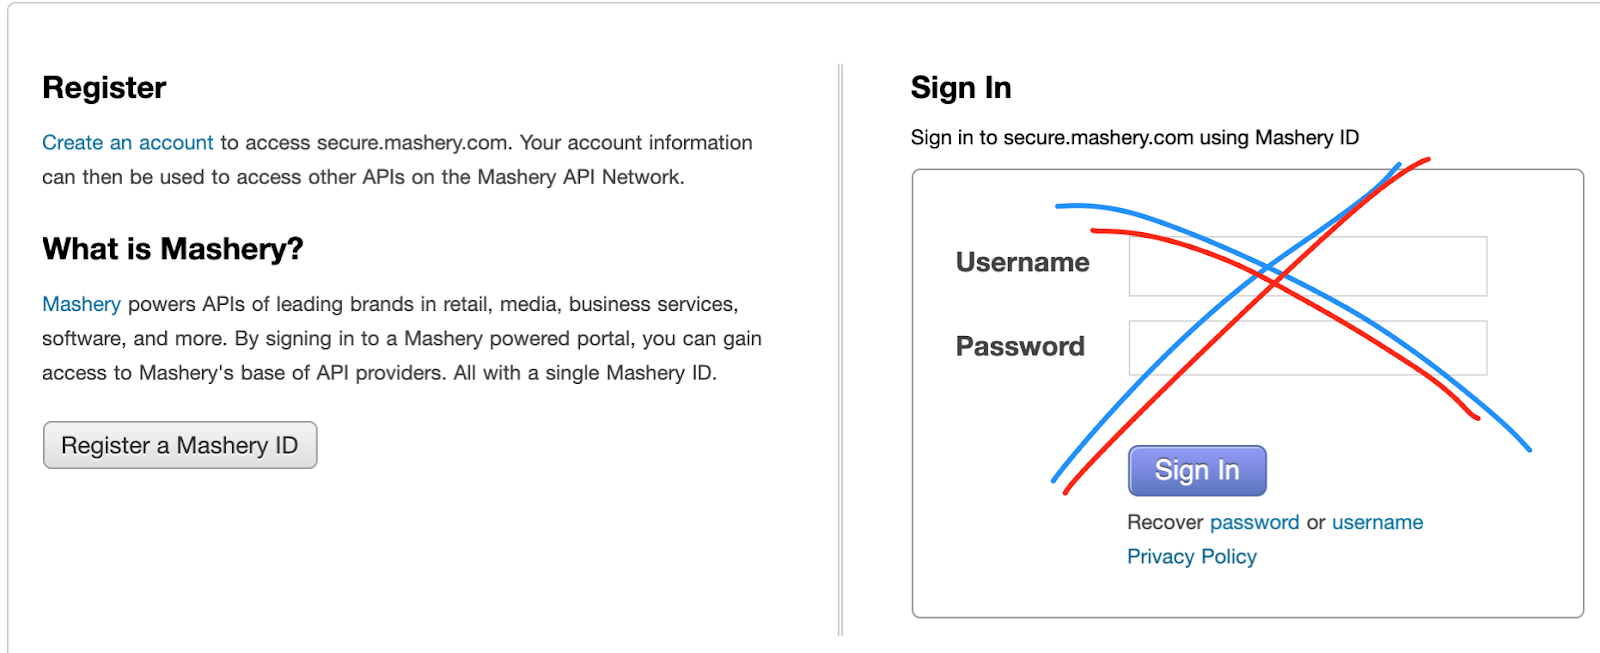 Register
Create an account to access secure.mashery.com. Your account information
can then be used to access other APIs on the Mashery API Network.
What is Mashery?
Mashery powers APIs of leading brands in retail, media, business services,
software, and more. By signing in to a Mashery powered portal, you can gain
access to Mashery's base of API providers. All with a single Mashery ID.
Register a Mashery ID
Sign In
Sign in to secure.mashery.com using Mashery ID
Username
Password
Sign In
Recover password or username
Privacy Policy